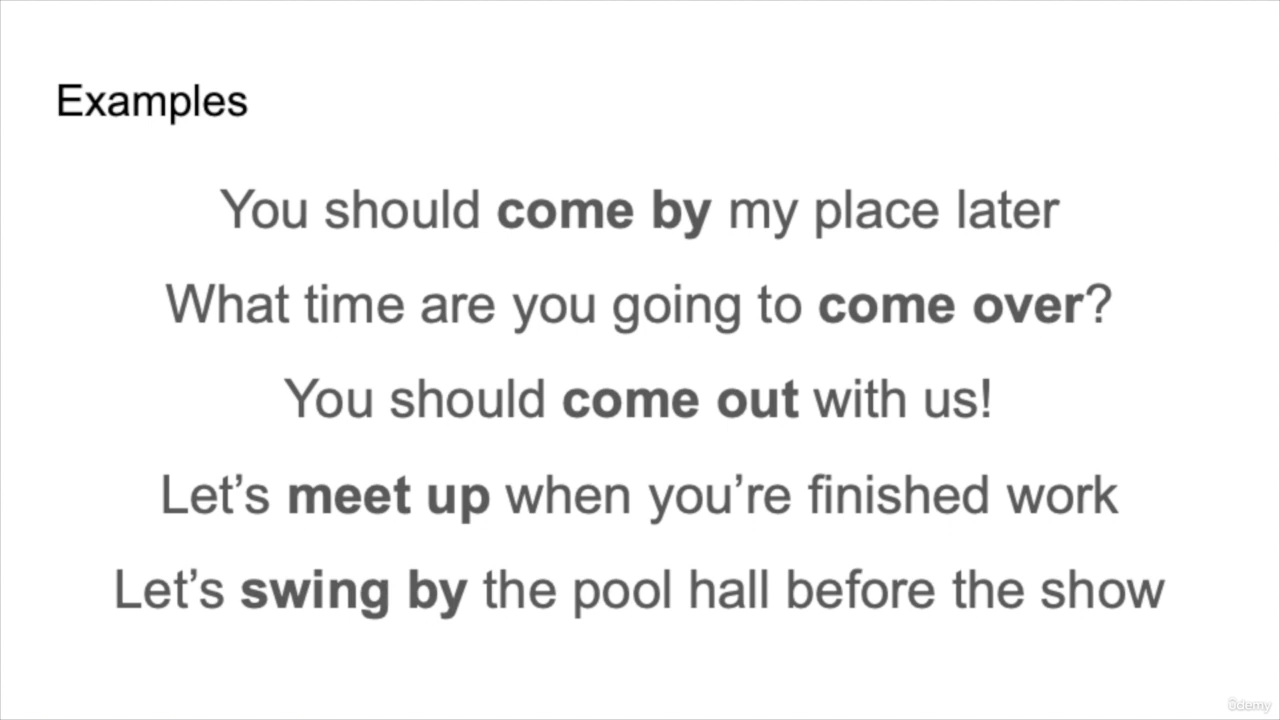 Examples
You should come by my place later
What time are you going to come over?
You should come out with us!
Let’s meet up when you’re finished work
Let’s swing by the pool hall before the show
ûdemy